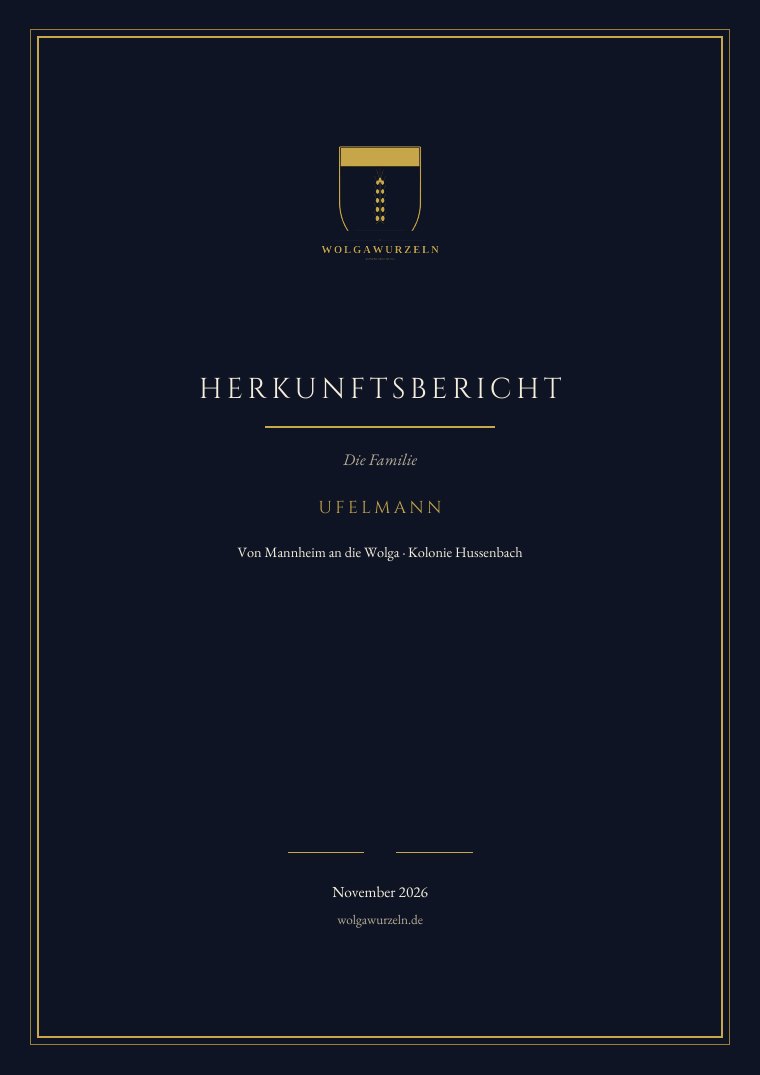 WOLGAWURZELN
HERKUNFTSBERICHT
Die Familie
UFELMANN
Von Mannheim an die Wolga · Kolonie Hussenbach
November 2026
wolgawurzeln.de